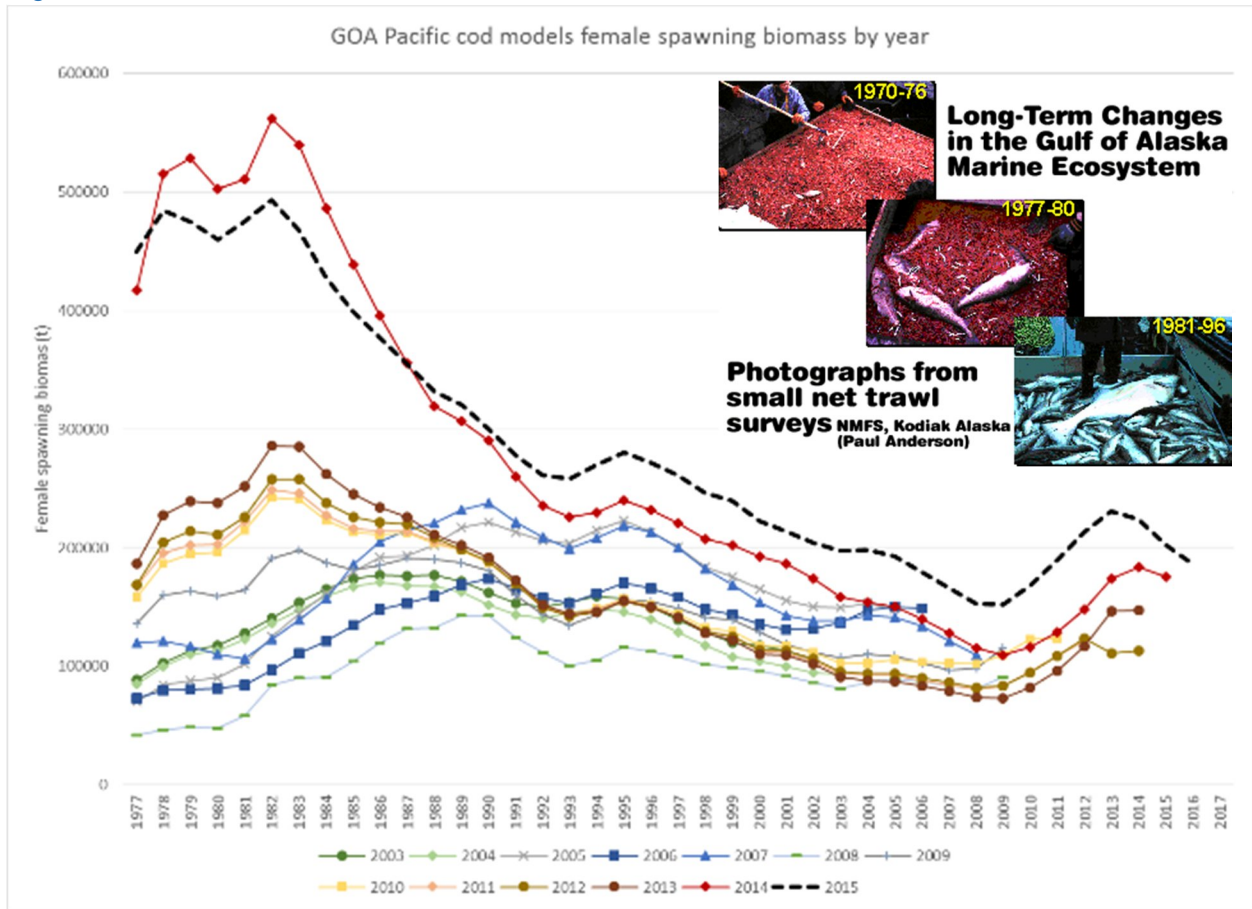 GOA Pacific cod models female spawning biomass by year
600000
500000
400000
300000
200000
100000
0
Female spawning biomas (t)
1970-76
Long-Term Changes
in the Gulf of Alaska
Marine Ecosystem
1977-80
1981-96
Photographs from
small net trawl
surveys NMFS, Kodiak Alaska
(Paul Anderson)
1977 1978 1979 1980 1981 1982 1983 1984 1985 1986 1987 1988 1989 1990 1991 1992 1993 1994 1995 1996 1997 1998 1999 2000 2001 2002 2003 2004 2005 2006 2007 2008 2009 2010 2011 2012 2013 2014 2015 2016 2017
2003 2004 2005 2006 2007 2008 2009
2010 2011 2012 2013 2014 2015